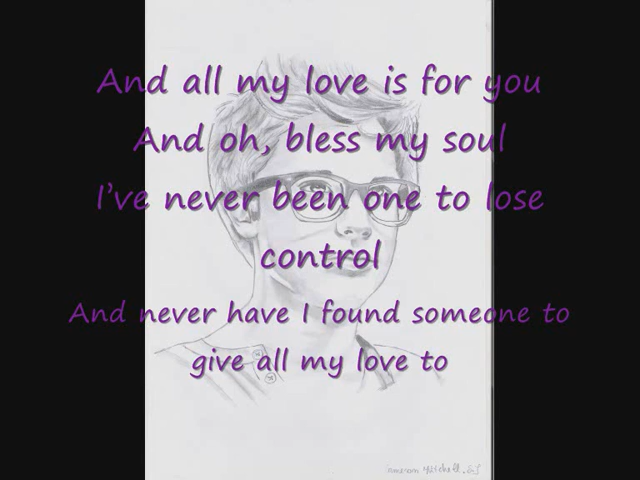 And all my love is for you
And oh, bless my soul
I've never been one to lose
control
And never have I found someone to
give all my love to